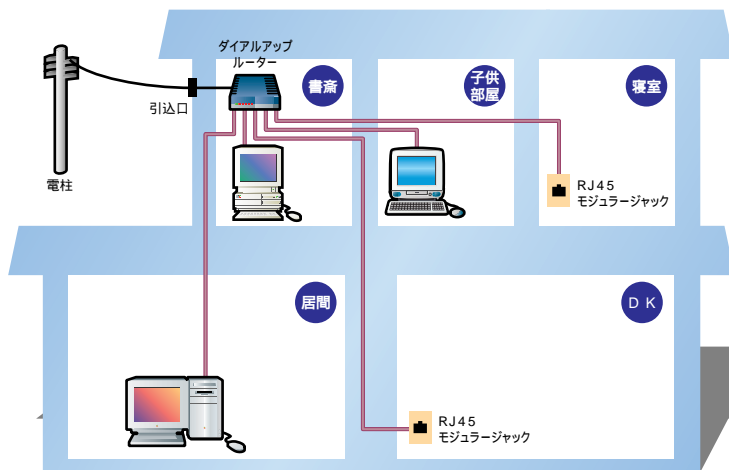 ダイアルアップ
ルーター
書斎
子供
部屋
寝室
引込口
電柱
RJ45
モジュラージャック
居間
ＤＫ
RJ45
モジュラージャック